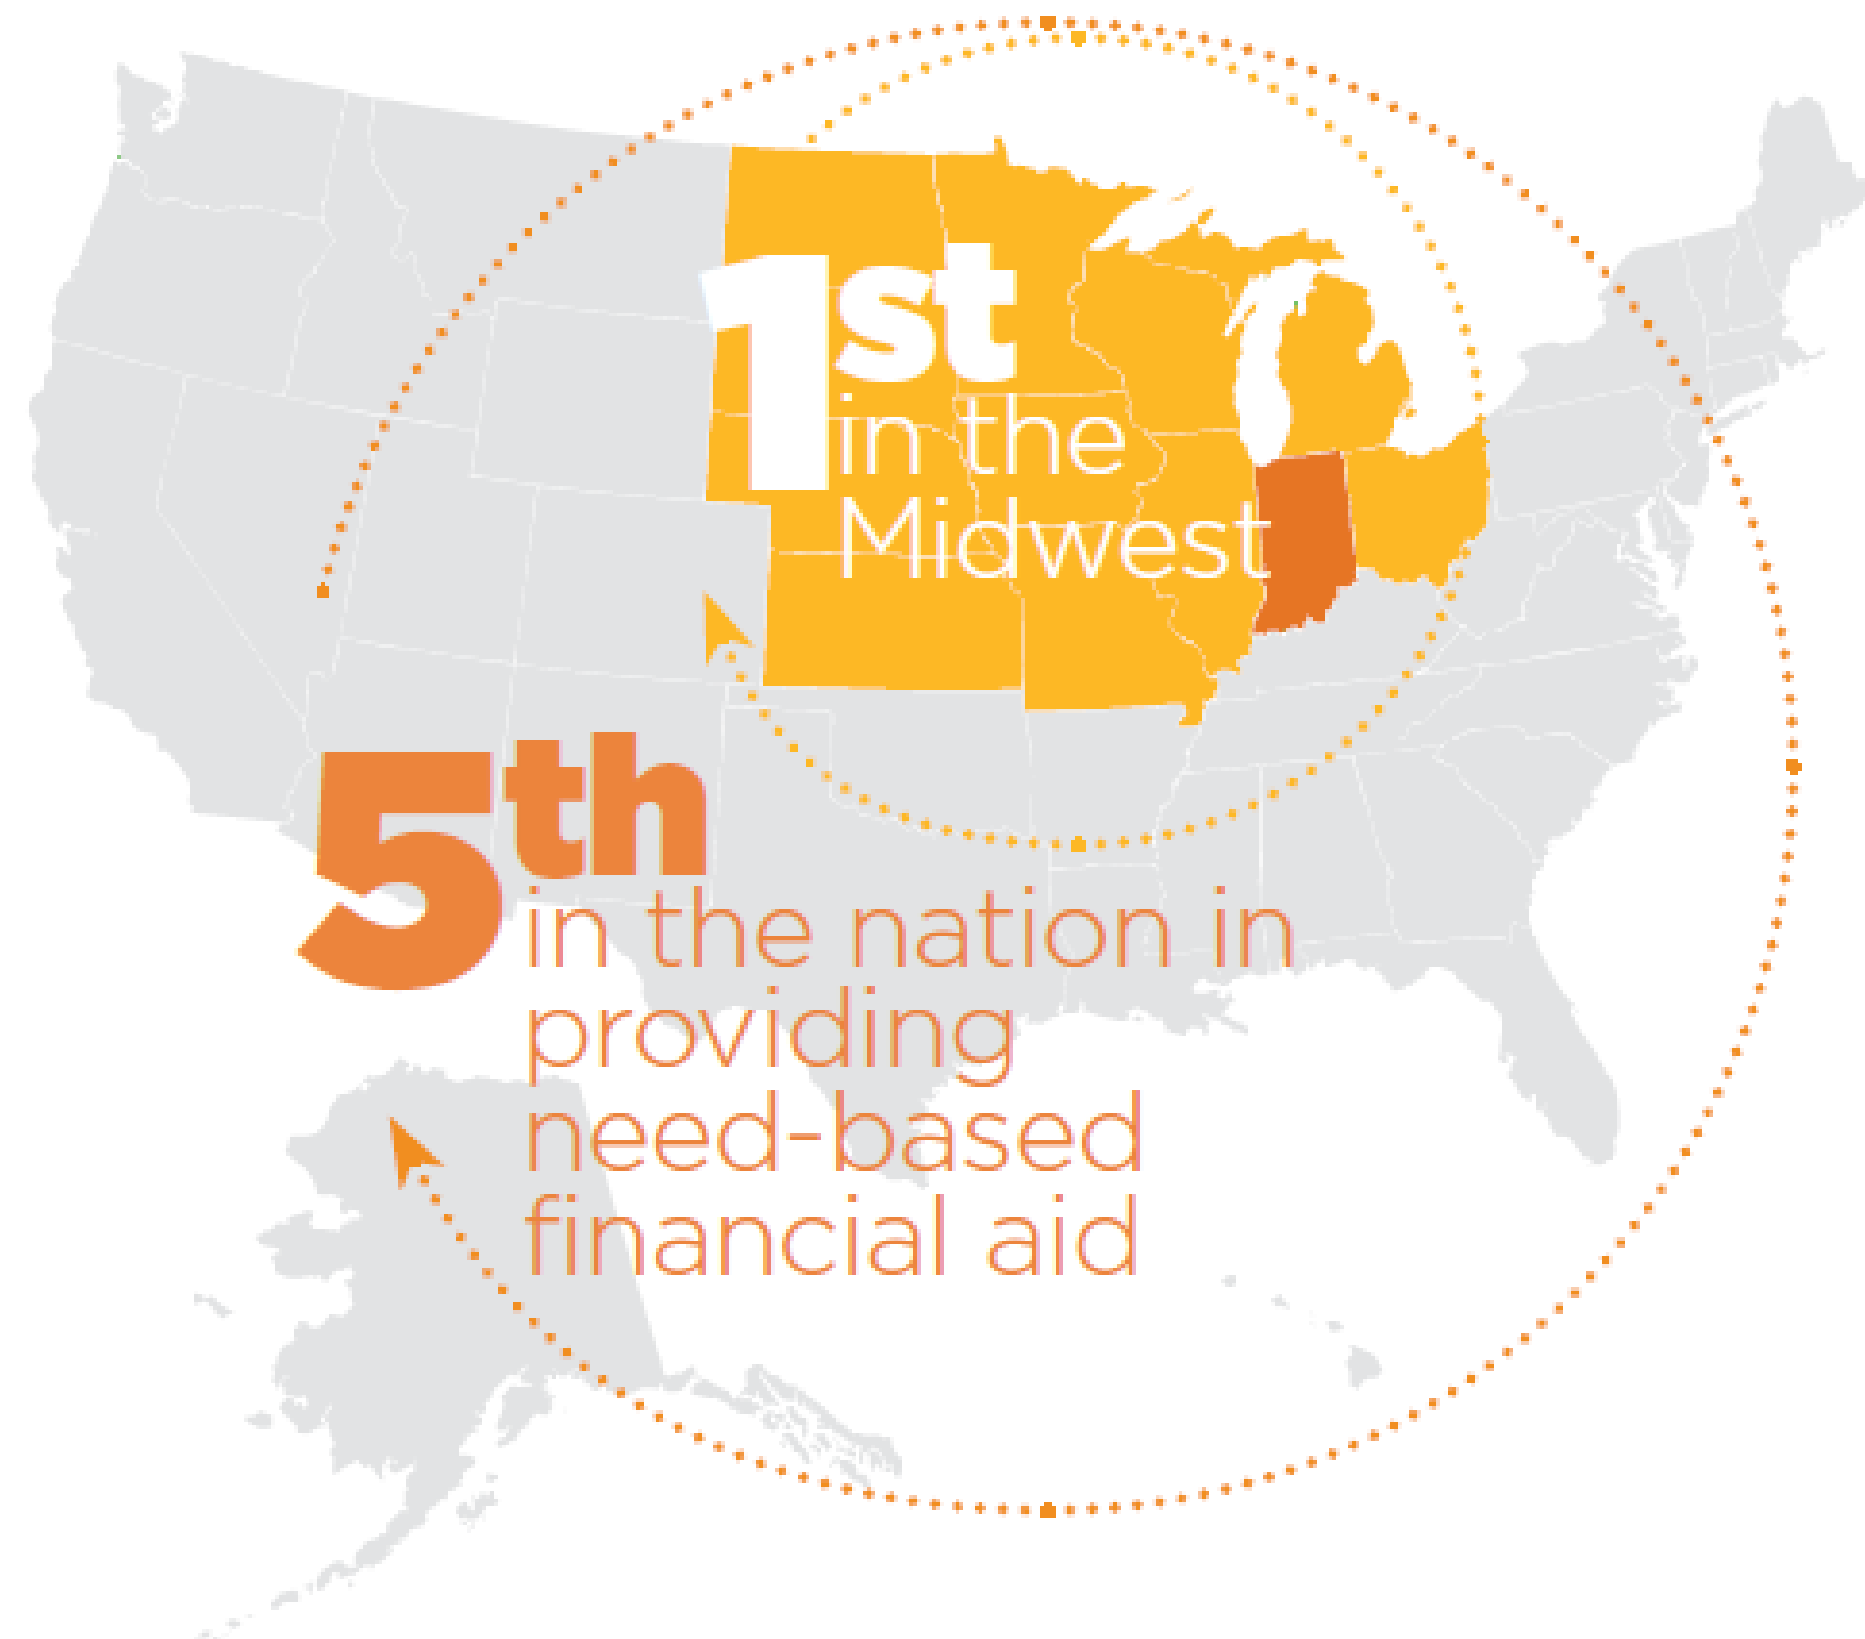 1st
in the
Midwest
5th
in the nation in
providing
need-based
financial aid